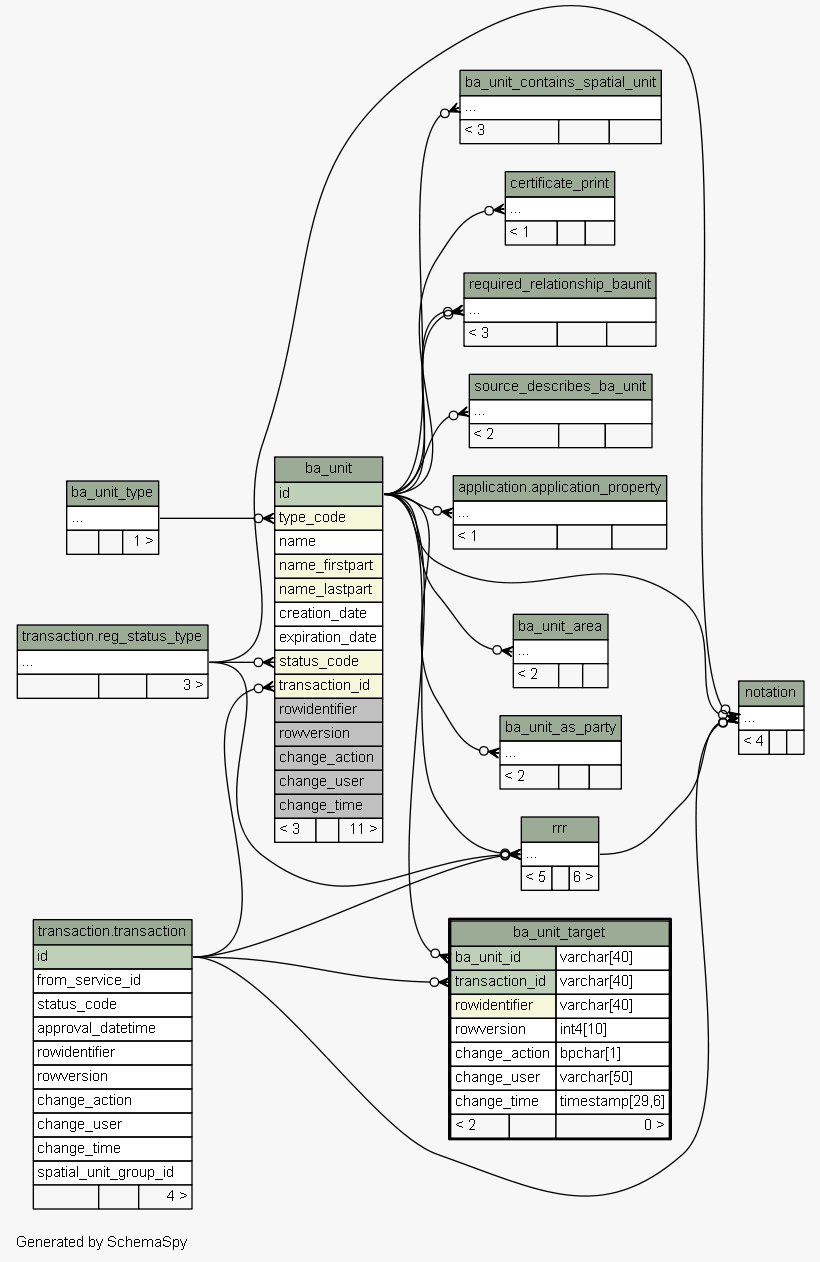 ba_unit_contains_spatial_unit
...
< 3
certificate_print
...
< 1
required_relationship_baunit
...
< 3
source_describes_ba_unit
...
< 2
application.application_property
...
< 1
ba_unit_type
...
1 >
transaction.reg_status_type
...
3 >
ba_unit
id
type_code
name
name_firstpart
name_lastpart
creation_date
expiration_date
status_code
transaction_id
rowidentifier
rowversion
change_action
change_user
change_time
< 3 11 >
ba_unit_area
...
< 2
ba_unit_as_party
...
< 2
notation
...
< 4
rrr
...
< 5 6 >
transaction.transaction
id
from_service_id
status_code
approval_datetime
rowidentifier
rowversion
change_action
change_user
change_time
spatial_unit_group_id
4 >
ba_unit_target
ba_unit_id varchar[40]
transaction_id varchar[40]
rowidentifier varchar[40]
rowversion int4[10]
change_action bpchar[1]
change_user varchar[50]
change_time timestamp[29,6]
< 2 0 >
Generated by SchemaSpy